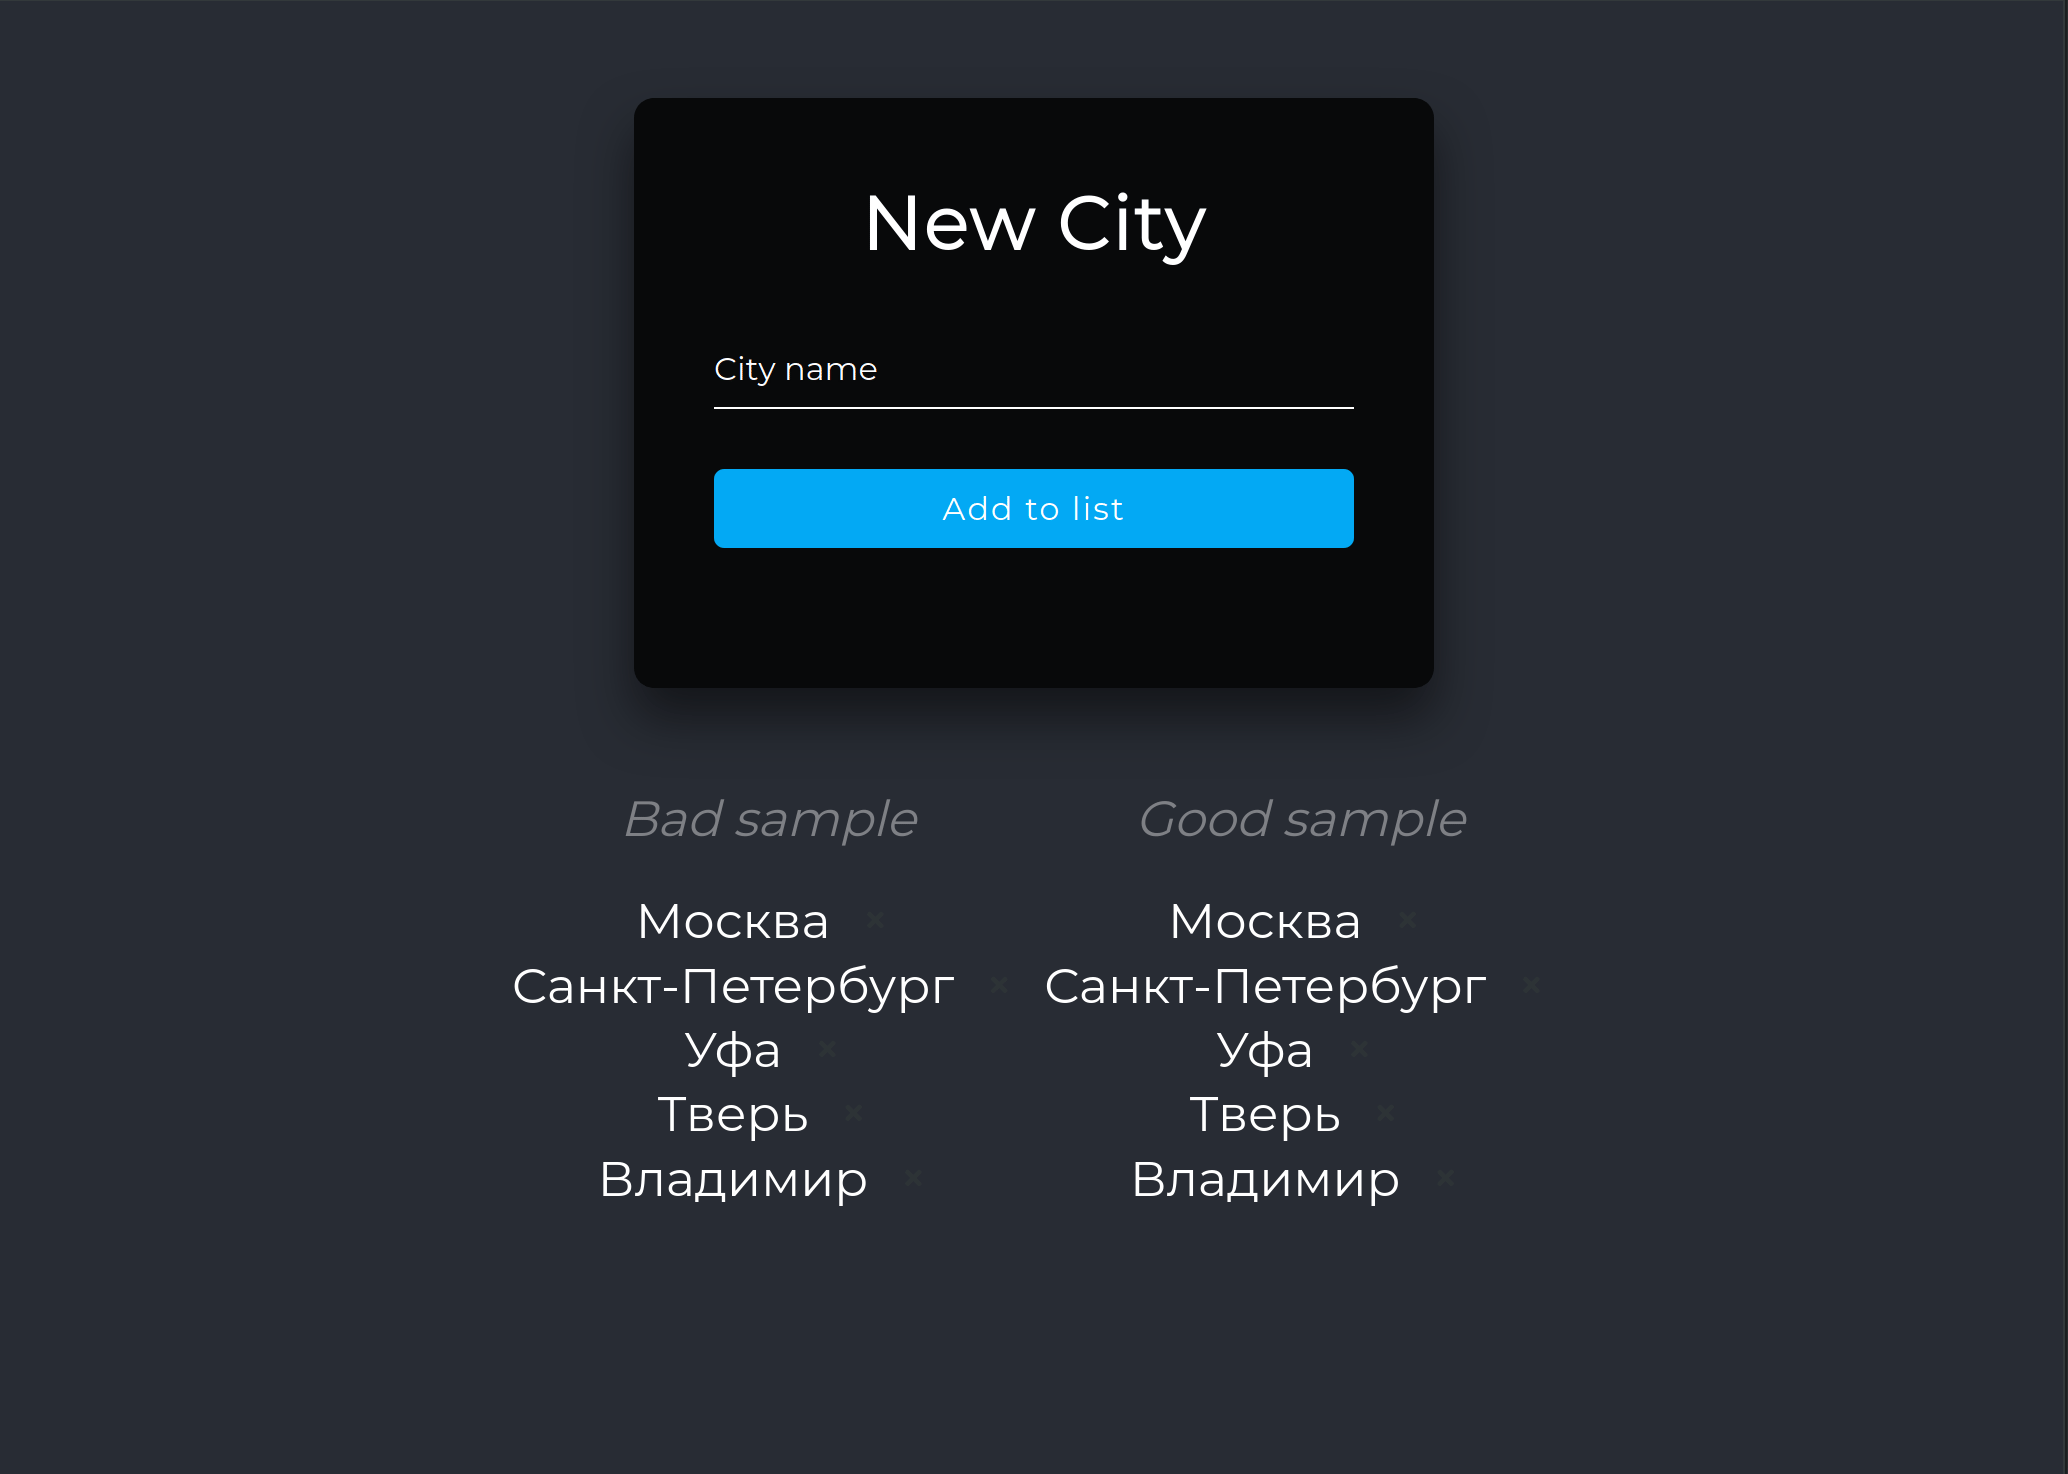 New City
City name
Add to list
Bad sample
Москва ×
Санкт-Петербург ×
Уфа ×
Тверь ×
Владимир ×
Good sample
Москва ×
Санкт-Петербург ×
Уфа ×
Тверь ×
Владимир ×